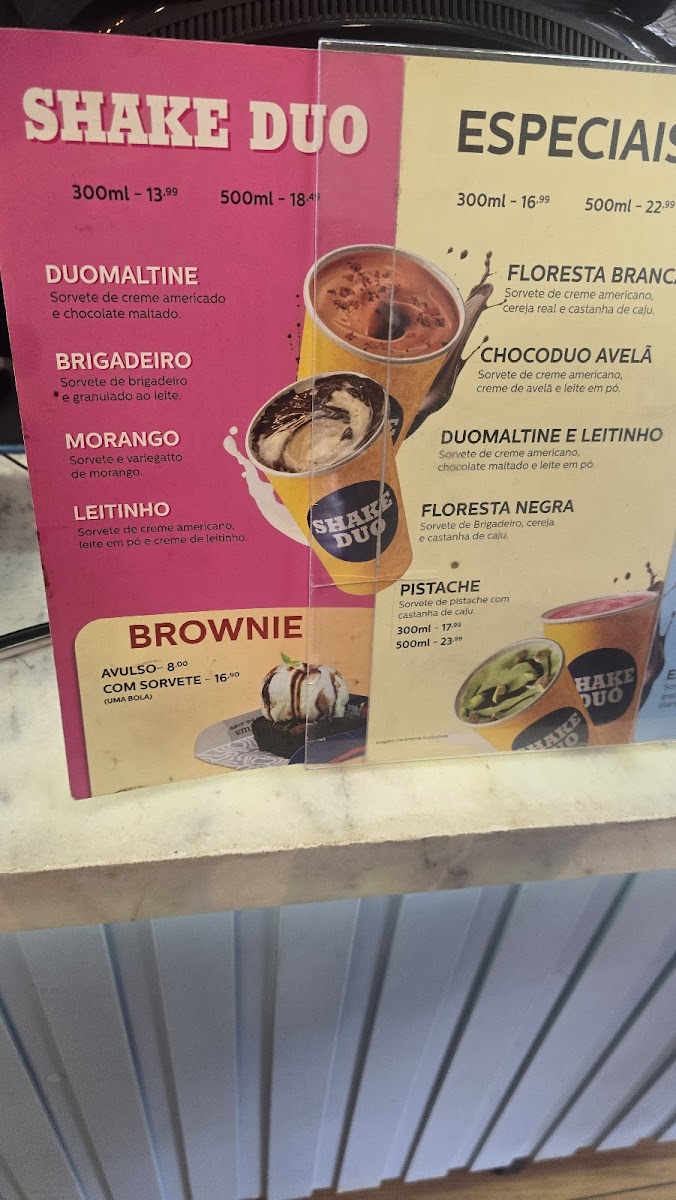 SHAKE DUO
300ml - 13,99 500ml - 18,49
DUOMALTINE
Sorvete de creme americado
e chocolate maltado.
BRIGADEIRO
Sorvete de brigadeiro
e granulado ao leite.
MORANGO
Sorvete e variegatto
de morango.
LEITINHO
Sorvete de creme americano,
leite em pó e creme de leitinho.
SHAKE
DUO
BROWNIE
AVULSO - 8,00
COM SORVETE - 16,90
(UMA BOLA)
ESPECIAIS
300ml - 16,99 500ml - 22,99
FLORESTA BRANCA
Sorvete de creme americano,
cereja real e castanha de caju.
CHOCODUO AVELÃ
Sorvete de creme americano,
creme de avelã e leite em pó.
DUOMALTINE E LEITINHO
Sorvete de creme americano,
chocolate maltado e leite em pó.
FLORESTA NEGRA
Sorvete de Brigadeiro, cereja
e castanha de caju.
PISTACHE
Sorvete de pistache com
castanha de caju.
300ml - 17,99
500ml - 23,99
SHAKE
DUO
SHAKE